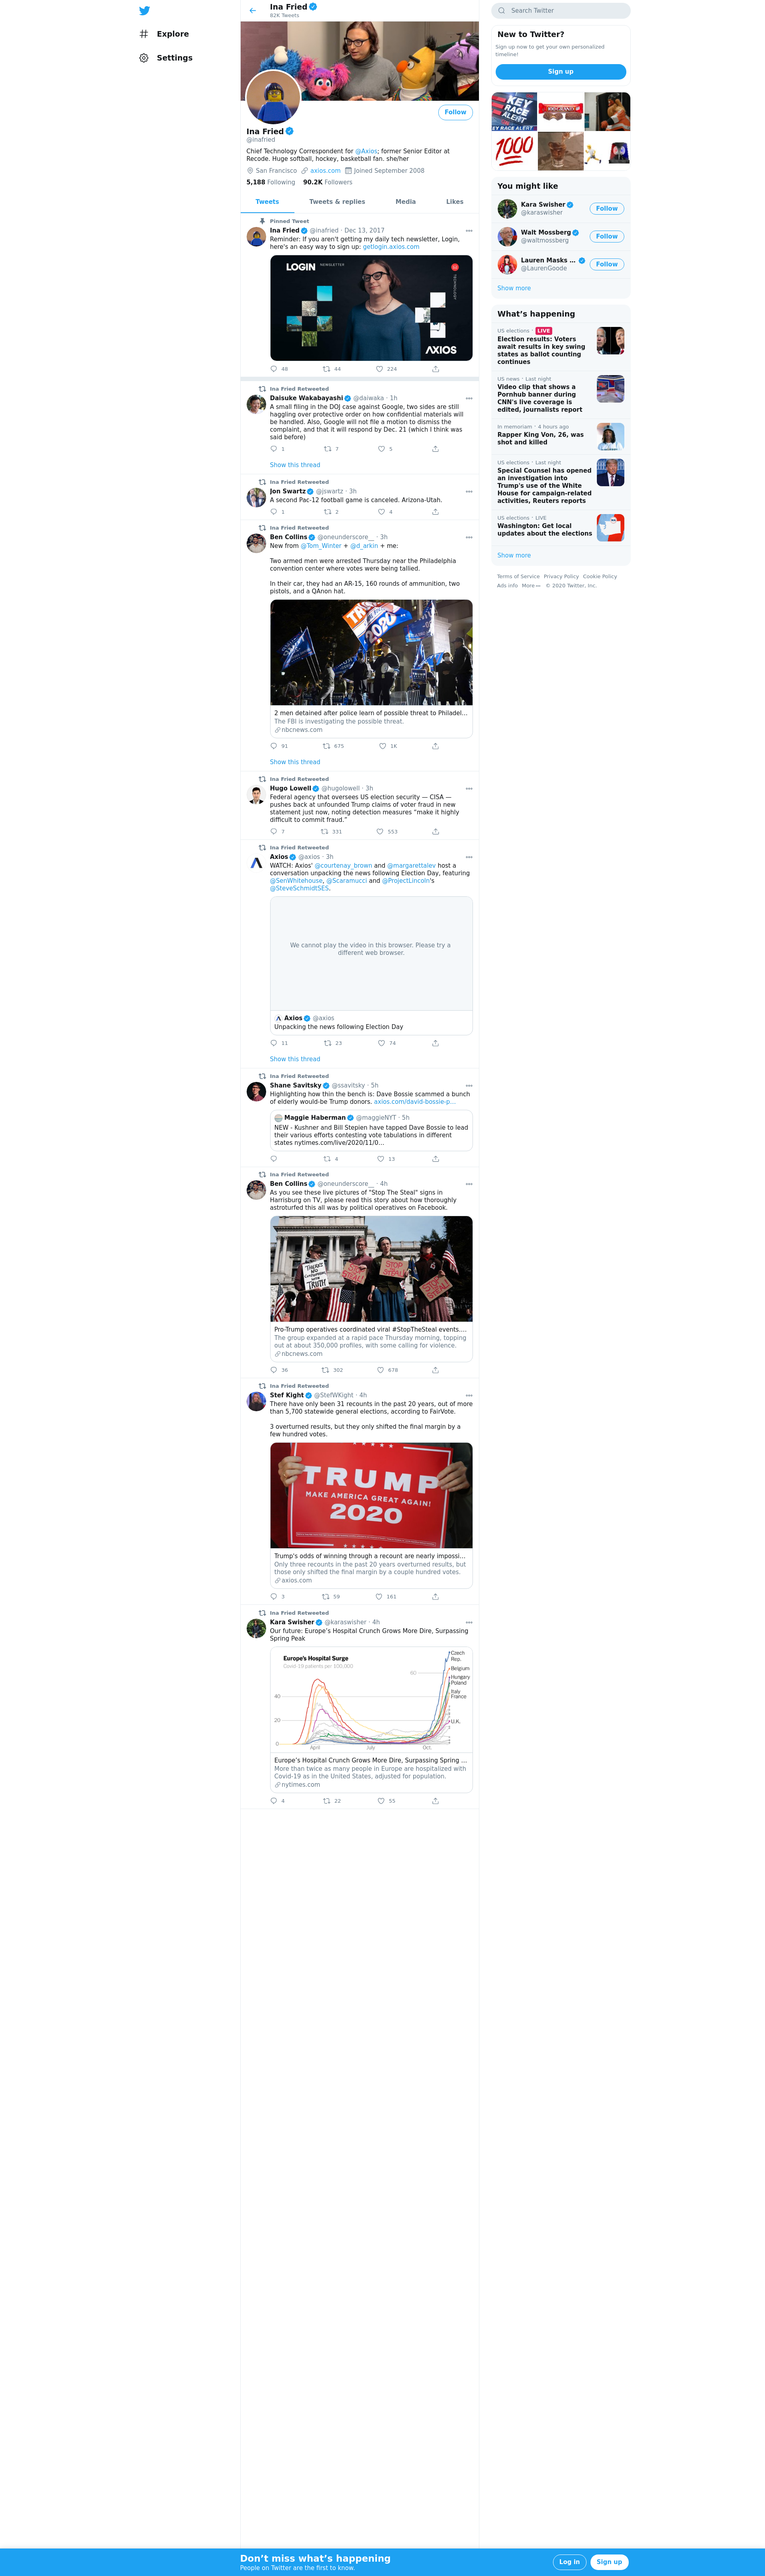 Explore
Settings
Ina Fried
82K Tweets
Follow
Ina Fried
@inafried
Chief Technology Correspondent for @Axios; former Senior Editor at
Recode. Huge softball, hockey, basketball fan. she/her
San Francisco axios.com Joined September 2008
5,188 Following 90.2K Followers
Tweets Tweets & replies Media Likes
Pinned Tweet
Ina Fried @inafried · Dec 13, 2017
Reminder: If you aren't getting my daily tech newsletter, Login,
here's an easy way to sign up: getlogin.axios.com
LOGIN NEWSLETTER
AXIOS
48 44 224
Ina Fried Retweeted
Daisuke Wakabayashi @daiwaka · 1h
A small filing in the DOJ case against Google, two sides are still
haggling over protective order on how confidential materials will
be handled. Also, Google will not file a motion to dismiss the
complaint, and that it will respond by Dec. 21 (which I think was
said before)
1 7 5
Show this thread
Ina Fried Retweeted
Jon Swartz @jswartz · 3h
A second Pac-12 football game is canceled. Arizona-Utah.
1 2 4
Ina Fried Retweeted
Ben Collins @oneunderscore__ · 3h
New from @Tom_Winter + @d_arkin + me:
Two armed men were arrested Thursday near the Philadelphia
convention center where votes were being tallied.
In their car, they had an AR-15, 160 rounds of ammunition, two
pistols, and a QAnon hat.
2 men detained after police learn of possible threat to Philadel...
The FBI is investigating the possible threat.
nbcnews.com
91 675 1K
Show this thread
Ina Fried Retweeted
Hugo Lowell @hugolowell · 3h
Federal agency that oversees US election security — CISA —
pushes back at unfounded Trump claims of voter fraud in new
statement just now, noting detection measures "make it highly
difficult to commit fraud."
7 331 553
Ina Fried Retweeted
Axios @axios · 3h
WATCH: Axios' @courtenay_brown and @margarettalev host a
conversation unpacking the news following Election Day, featuring
@SenWhitehouse, @Scaramucci and @ProjectLincoln's
@SteveSchmidtSES.
We cannot play the video in this browser. Please try a
different web browser.
Axios @axios
Unpacking the news following Election Day
11 23 74
Show this thread
Ina Fried Retweeted
Shane Savitsky @ssavitsky · 5h
Highlighting how thin the bench is: Dave Bossie scammed a bunch
of elderly would-be Trump donors. axios.com/david-bossie-p…
Maggie Haberman @maggieNYT · 5h
NEW - Kushner and Bill Stepien have tapped Dave Bossie to lead
their various efforts contesting vote tabulations in different
states nytimes.com/live/2020/11/0…
4 13
Ina Fried Retweeted
Ben Collins @oneunderscore__ · 4h
As you see these live pictures of "Stop The Steal" signs in
Harrisburg on TV, please read this story about how thoroughly
astroturfed this all was by political operatives on Facebook.
Pro-Trump operatives coordinated viral #StopTheSteal events....
The group expanded at a rapid pace Thursday morning, topping
out at about 350,000 profiles, with some calling for violence.
nbcnews.com
36 302 678
Ina Fried Retweeted
Stef Kight @StefWKight · 4h
There have only been 31 recounts in the past 20 years, out of more
than 5,700 statewide general elections, according to FairVote.
3 overturned results, but they only shifted the final margin by a
few hundred votes.
TRUMP
MAKE AMERICA GREAT AGAIN!
2020
Trump's odds of winning through a recount are nearly impossi...
Only three recounts in the past 20 years overturned results, but
those only shifted the final margin by a couple hundred votes.
axios.com
3 59 161
Ina Fried Retweeted
Kara Swisher @karaswisher · 4h
Our future: Europe's Hospital Crunch Grows More Dire, Surpassing
Spring Peak
Europe's Hospital Surge
Covid-19 patients per 100,000
Czech
Rep.
Belgium
Hungary
Poland
Italy
France
U.K.
60
40
20
0
April July Oct.
Europe's Hospital Crunch Grows More Dire, Surpassing Spring ...
More than twice as many people in Europe are hospitalized with
Covid-19 as in the United States, adjusted for population.
nytimes.com
4 22 55
Search Twitter
New to Twitter?
Sign up now to get your own personalized
timeline!
Sign up
KEY
RACE
ALERT
EY RACE ALERT
1000
You might like
Kara Swisher
@karaswisher
Follow
Walt Mossberg
@waltmossberg
Follow
Lauren Masks ...
@LaurenGoode
Follow
Show more
What's happening
US elections · LIVE
Election results: Voters
await results in key swing
states as ballot counting
continues
US news · Last night
Video clip that shows a
Pornhub banner during
CNN's live coverage is
edited, journalists report
In memoriam · 4 hours ago
Rapper King Von, 26, was
shot and killed
US elections · Last night
Special Counsel has opened
an investigation into
Trump's use of the White
House for campaign-related
activities, Reuters reports
US elections · LIVE
Washington: Get local
updates about the elections
Show more
Terms of Service Privacy Policy Cookie Policy
Ads info More © 2020 Twitter, Inc.
Don't miss what's happening
People on Twitter are the first to know.
Log in
Sign up